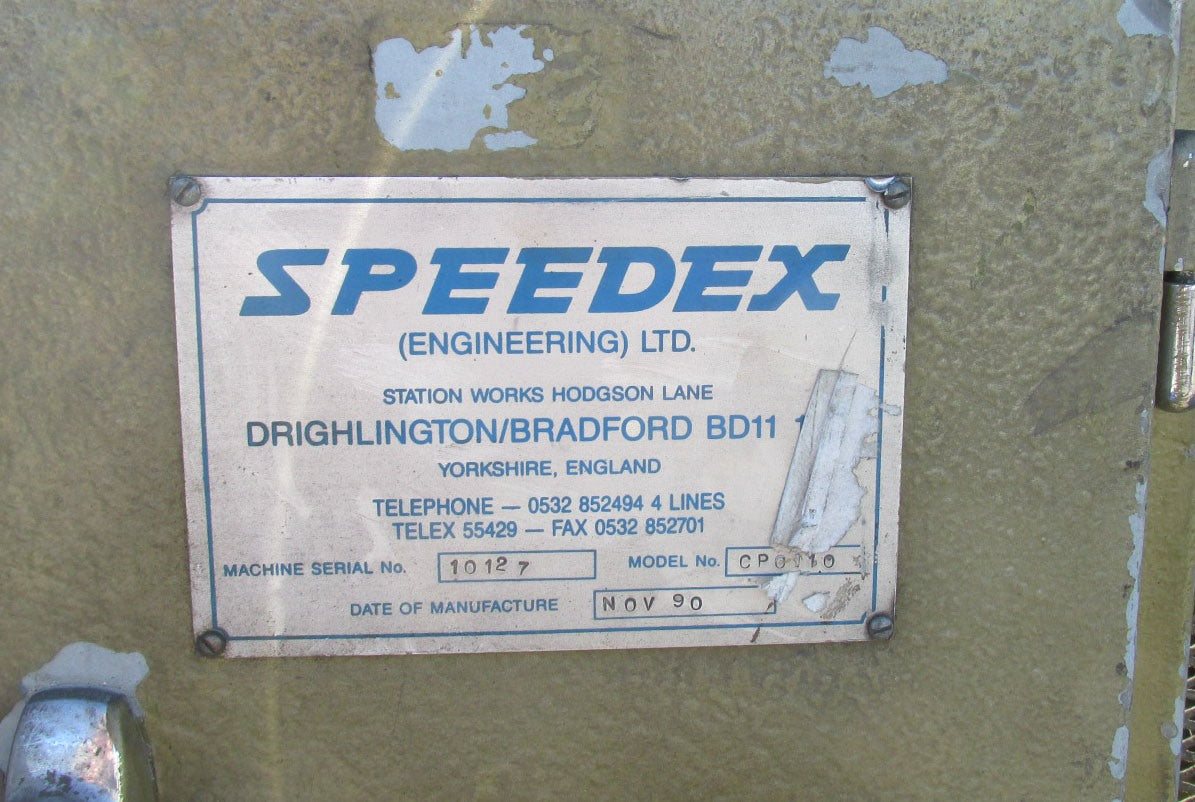 SPEEDEX
(ENGINEERING) LTD.
STATION WORKS HODGSON LANE
DRIGHLINGTON/BRADFORD BD11
YORKSHIRE, ENGLAND
TELEPHONE — 0532 852494 4 LINES
TELEX 55429 — FAX 0532 852701
MACHINE SERIAL No. 10127 MODEL No.
DATE OF MANUFACTURE NOV 90